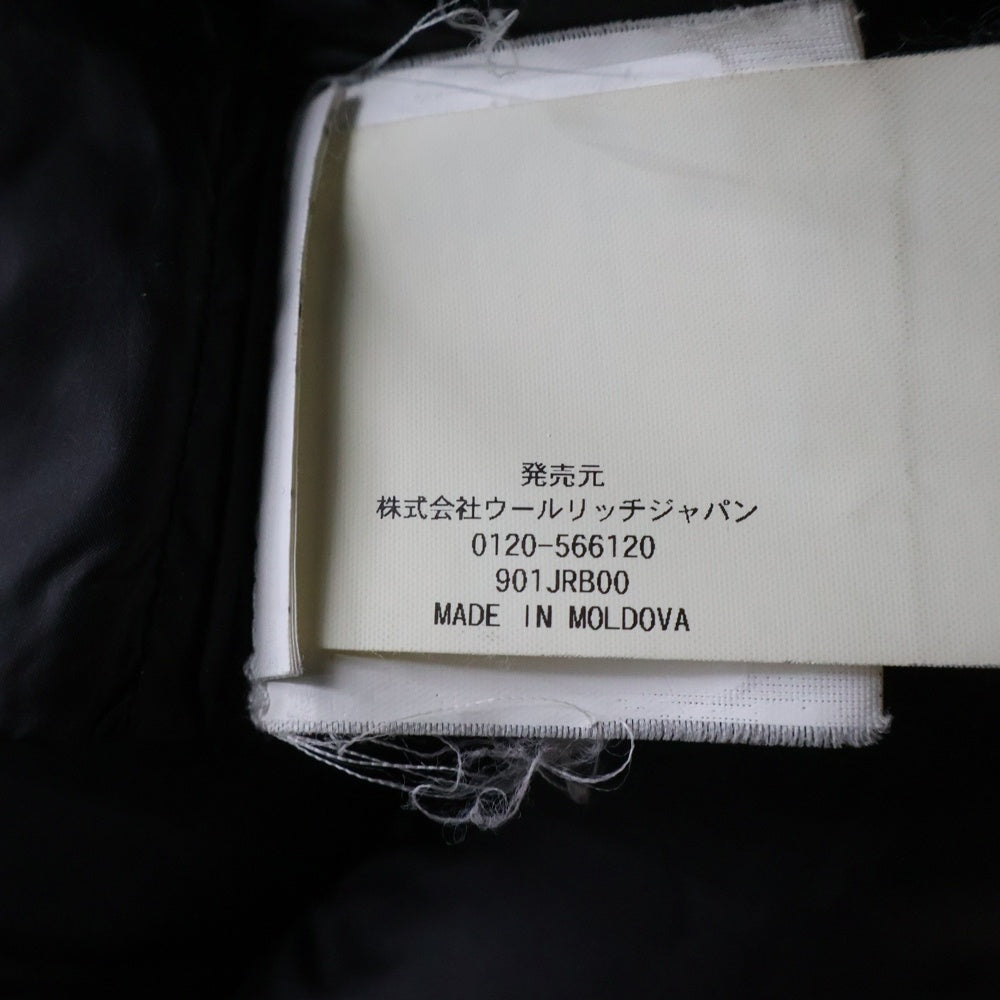 発売元
株式会社ウールリッチジャパン
0120-566120
901JRB00
MADE IN MOLDOVA